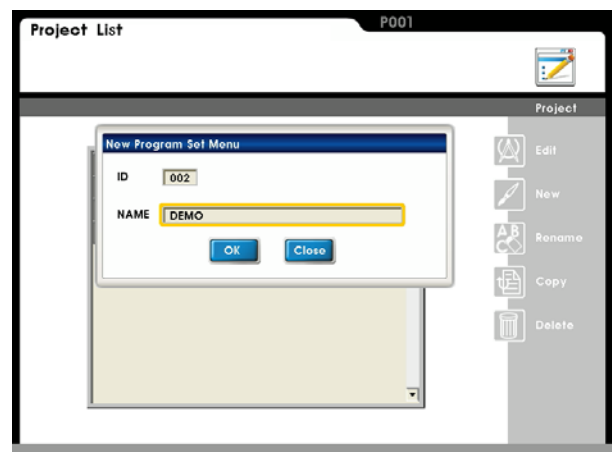 Project List
P001
Project
New Program Set Menu
ID 002
NAME DEMO
OK Close
Edit
New
Rename
Copy
Delete